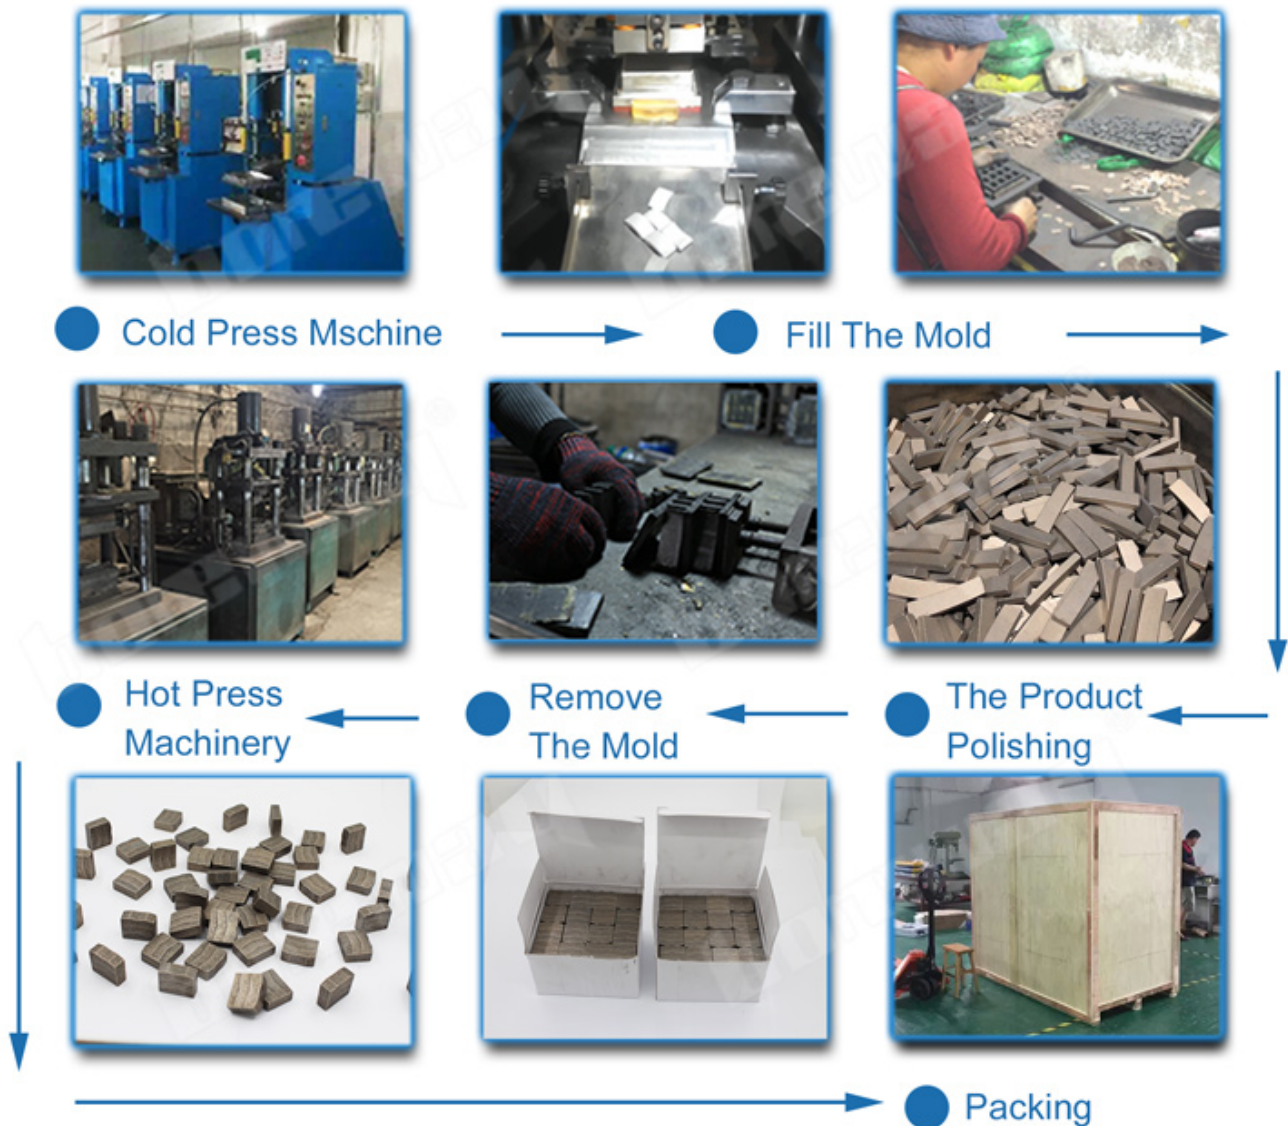 Cold Press Mschine
Fill The Mold
Hot Press
Machinery
Remove
The Mold
The Product
Polishing
Packing